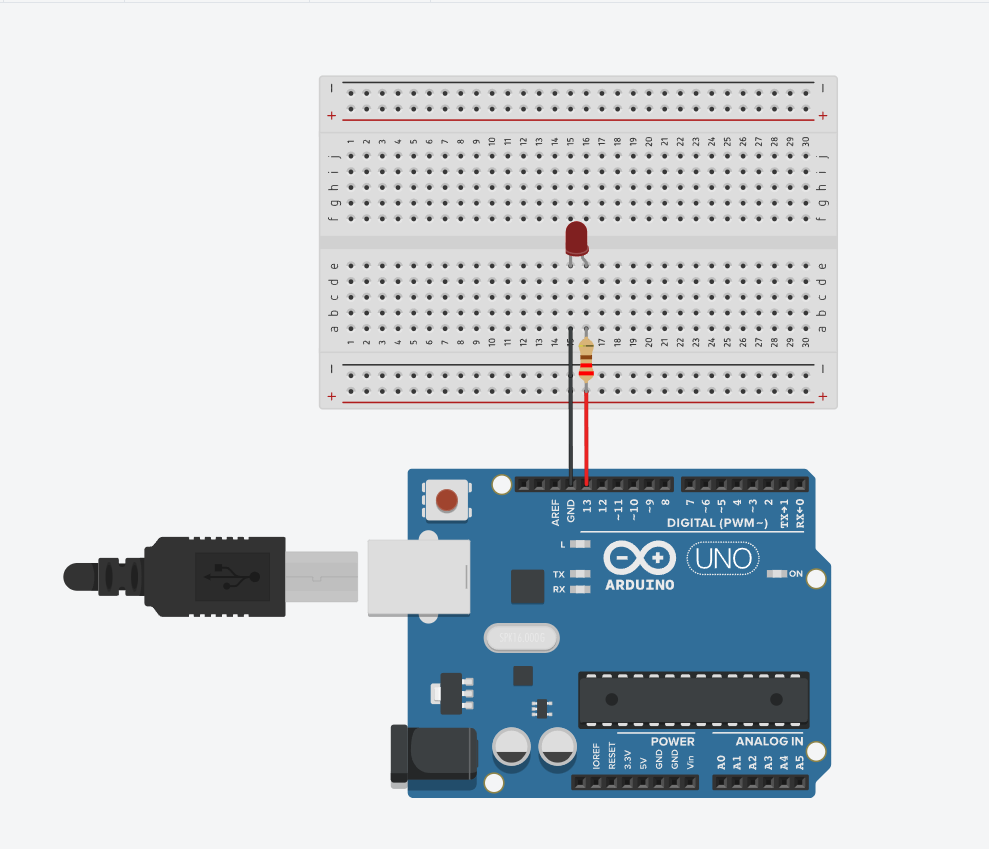 − −
+ +
1 2 3 4 5 6 7 8 9 10 11 12 13 14 15 16 17 18 19 20 21 22 23 24 25 26 27 28 29 30
j j
i i
h h
g g
f f
e e
d d
c c
b b
a a
1 2 3 4 5 6 7 8 9 10 11 12 13 14 17 18 19 20 21 22 23 24 25 26 27 28 29 30
− −
+ +
AREF GND 13 12 ~11 ~10 ~9 8 7 ~6 ~5 4 ~3 2 TX→1 RX←0
DIGITAL (PWM~)
L
TX
RX
ARDUINO
UNO
ON
POWER
ANALOG IN
IOREF RESET 3.3V 5V GND GND Vin A0 A1 A2 A3 A4 A5